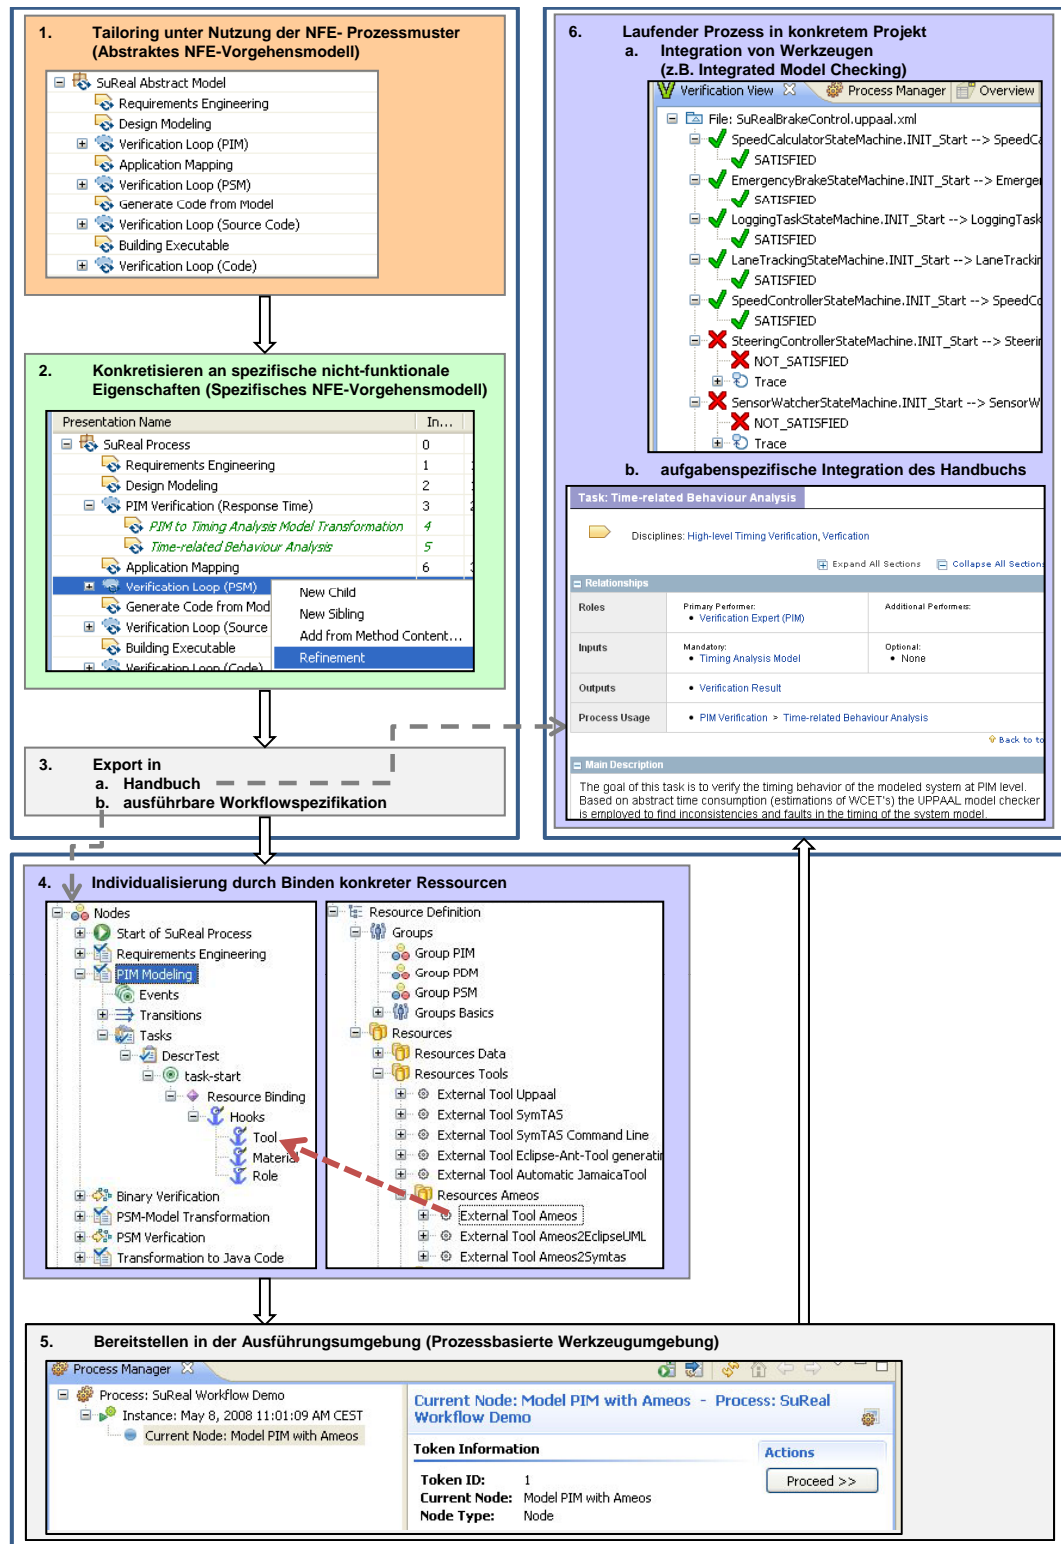 1. Tailoring unter Nutzung der NFE- Prozessmuster
(Abstraktes NFE-Vorgehensmodell)
SuReal Abstract Model
Requirements Engineering
Design Modeling
Verification Loop (PIM)
Application Mapping
Verification Loop (PSM)
Generate Code from Model
Verification Loop (Source Code)
Building Executable
Verification Loop (Code)
2. Konkretisieren an spezifische nicht-funktionale
Eigenschaften (Spezifisches NFE-Vorgehensmodell)
Presentation Name In...
SuReal Process 0
Requirements Engineering 1
Design Modeling 2
PIM Verification (Response Time) 3
PIM to Timing Analysis Model Transformation 4
Time-related Behaviour Analysis 5
Application Mapping 6
Verification Loop (PSM)
Generate Code from Mod
Verification Loop (Source
Building Executable
Verification Loop (Code)
New Child
New Sibling
Add from Method Content...
Refinement
3. Export in
a. Handbuch
b. ausführbare Workflowspezifikation
4. Individualisierung durch Binden konkreter Ressourcen
Nodes
Start of SuReal Process
Requirements Engineering
PIM Modeling
Events
Transitions
Tasks
DescrTest
task-start
Resource Binding
Hooks
Tool
Material
Role
Binary Verification
PSM-Model Transformation
PSM Verfication
Transformation to Java Code
Resource Definition
Groups
Group PIM
Group PDM
Group PSM
Groups Basics
Resources
Resources Data
Resources Tools
External Tool Uppaal
External Tool SymTAS
External Tool SymTAS Command Line
External Tool Eclipse-Ant-Tool generatin
External Tool Automatic JamaicaTool
Resources Ameos
External Tool Ameos
External Tool Ameos2EclipseUML
External Tool Ameos2Symtas
5. Bereitstellen in der Ausführungsumgebung (Prozessbasierte Werkzeugumgebung)
Process Manager
Process: SuReal Workflow Demo
Instance: May 8, 2008 11:01:09 AM CEST
Current Node: Model PIM with Ameos
Current Node: Model PIM with Ameos - Process: SuReal
Workflow Demo
Token Information
Actions
Token ID: 1
Proceed >>
Current Node: Model PIM with Ameos
Node Type: Node
6. Laufender Prozess in konkretem Projekt
a. Integration von Werkzeugen
(z.B. Integrated Model Checking)
Verification View Process Manager Overview
File: SuRealBrakeControl.uppaal.xml
SpeedCalculatorStateMachine.INIT_Start --> SpeedCa
SATISFIED
EmergencyBrakeStateMachine.INIT_Start --> Emerger
SATISFIED
LoggingTaskStateMachine.INIT_Start --> LoggingTask
SATISFIED
LaneTrackingStateMachine.INIT_Start --> LaneTrackin
SATISFIED
SpeedControllerStateMachine.INIT_Start --> SpeedCo
SATISFIED
SteeringControllerStateMachine.INIT_Start --> Steerin
NOT_SATISFIED
Trace
SensorWatcherStateMachine.INIT_Start --> SensorW
NOT_SATISFIED
Trace
b. aufgabenspezifische Integration des Handbuchs
Task: Time-related Behaviour Analysis
Disciplines: High-level Timing Verification, Verfication
Expand All Sections Collapse All Sections
Relationships
Roles Primary Performer: Additional Performers:
• Verification Expert (PIM)
Inputs Mandatory: Optional:
• Timing Analysis Model • None
Outputs • Verification Result
Process Usage • PIM Verification > Time-related Behaviour Analysis
Back to to
Main Description
The goal of this task is to verify the timing behavior of the modeled system at PIM level.
Based on abstract time consumption (estimations of WCET's) the UPPAAL model checker
is employed to find inconsistencies and faults in the timing of the system model.